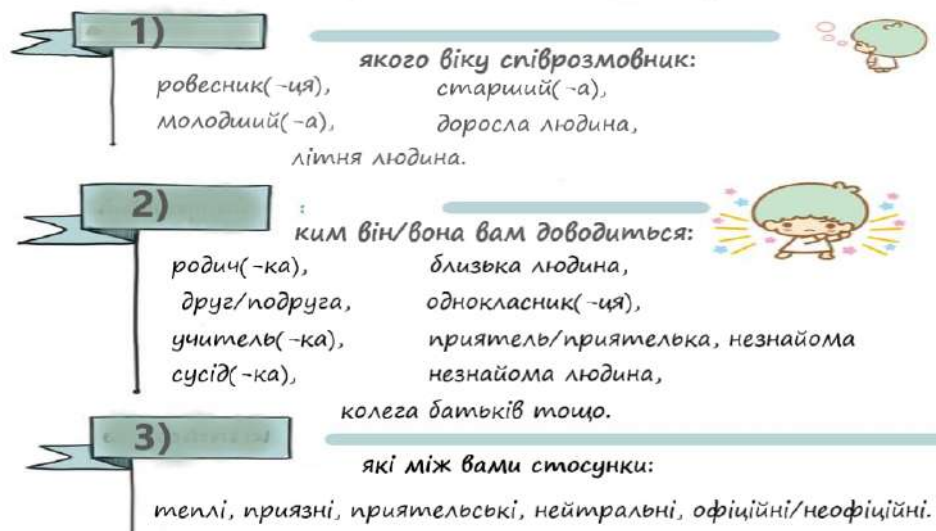 1)
якого віку співрозмовник:
ровесник(-ця), старший(-а),
молодший(-а), доросла людина,
літня людина.
2)
:
ким він/вона вам доводиться:
родич(-ка), близька людина,
друг/подруга, однокласник(-ця),
учитель(-ка), приятель/приятелька, незнайома
сусід(-ка), незнайома людина,
колега батьків тощо.
3)
які між вами стосунки:
теплі, приязні, приятельські, нейтральні, офіційні/неофіційні.